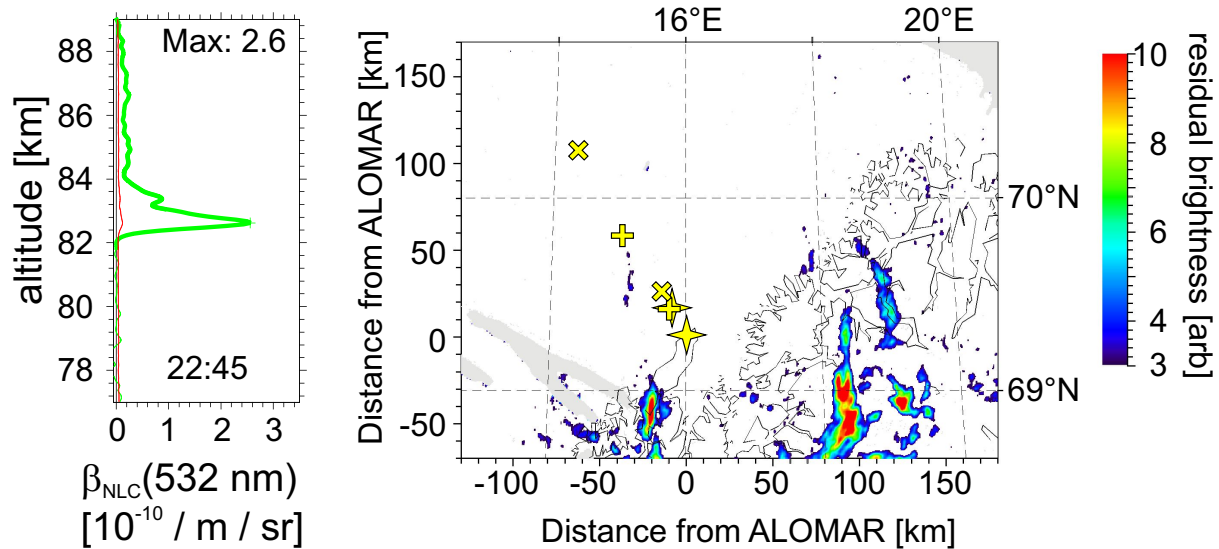 Max: 2.6
88
86
84
82
80
78
altitude [km]
22:45
0 1 2 3
βNLC(532 nm)
[10⁻¹⁰ / m / sr]
16°E 20°E
150
100
50
0
-50
Distance from ALOMAR [km]
70°N
69°N
-100 -50 0 50 100 150
Distance from ALOMAR [km]
10
8
6
4
3
residual brightness [arb]